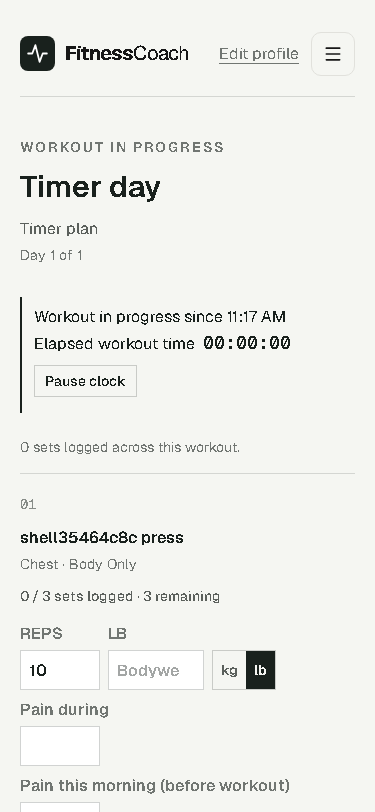 FitnessCoach Edit profile
WORKOUT IN PROGRESS
Timer day
Timer plan
Day 1 of 1
Workout in progress since 11:17 AM
Elapsed workout time 00:00:00
Pause clock
0 sets logged across this workout.
01
shell35464c8c press
Chest · Body Only
0 / 3 sets logged · 3 remaining
REPS LB
10 Bodywe kg lb
Pain during
Pain this morning (before workout)